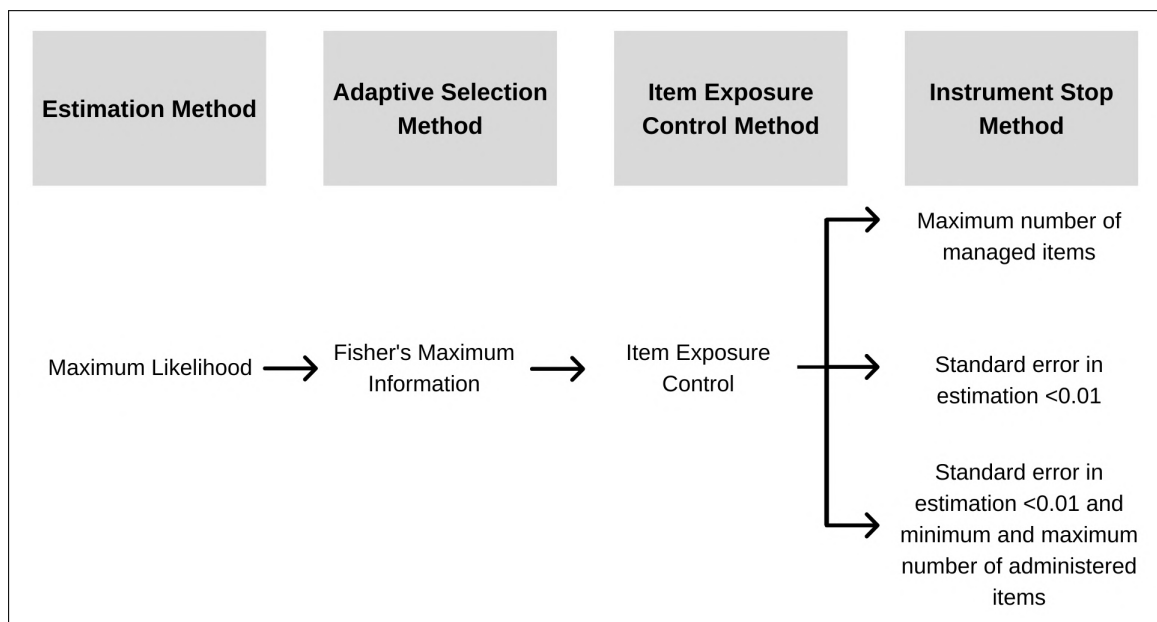 Estimation Method
Adaptive Selection
Method
Item Exposure
Control Method
Instrument Stop
Method
Maximum Likelihood
Fisher's Maximum
Information
Item Exposure
Control
Maximum number of
managed items
Standard error in
estimation <0.01
Standard error in
estimation <0.01 and
minimum and maximum
number of administered
items